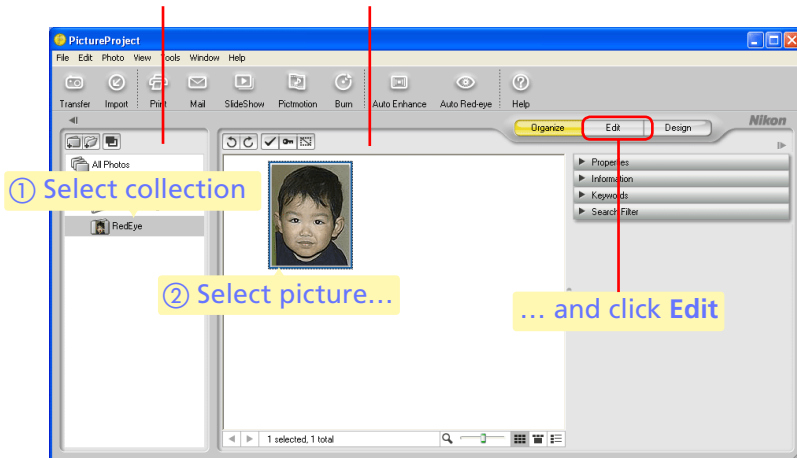 PictureProject
File Edit Photo View Tools Window Help
Transfer Import Print Mail SlideShow Pictmotion Burn Auto Enhance Auto Red-eye Help
Organize Edit Design
Nikon
All Photos
① Select collection
RedEye
② Select picture…
Properties
Information
Keywords
Search Filter
… and click Edit
1 selected, 1 total